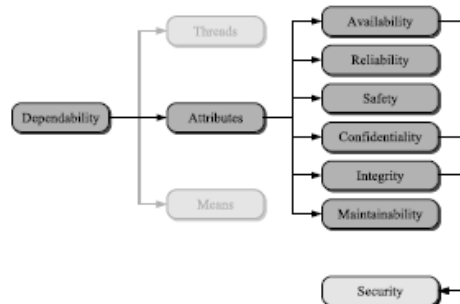 Availability
Threads
Reliability
Safety
Dependability
Attributes
Confidentiality
Integrity
Means
Maintainability
Security